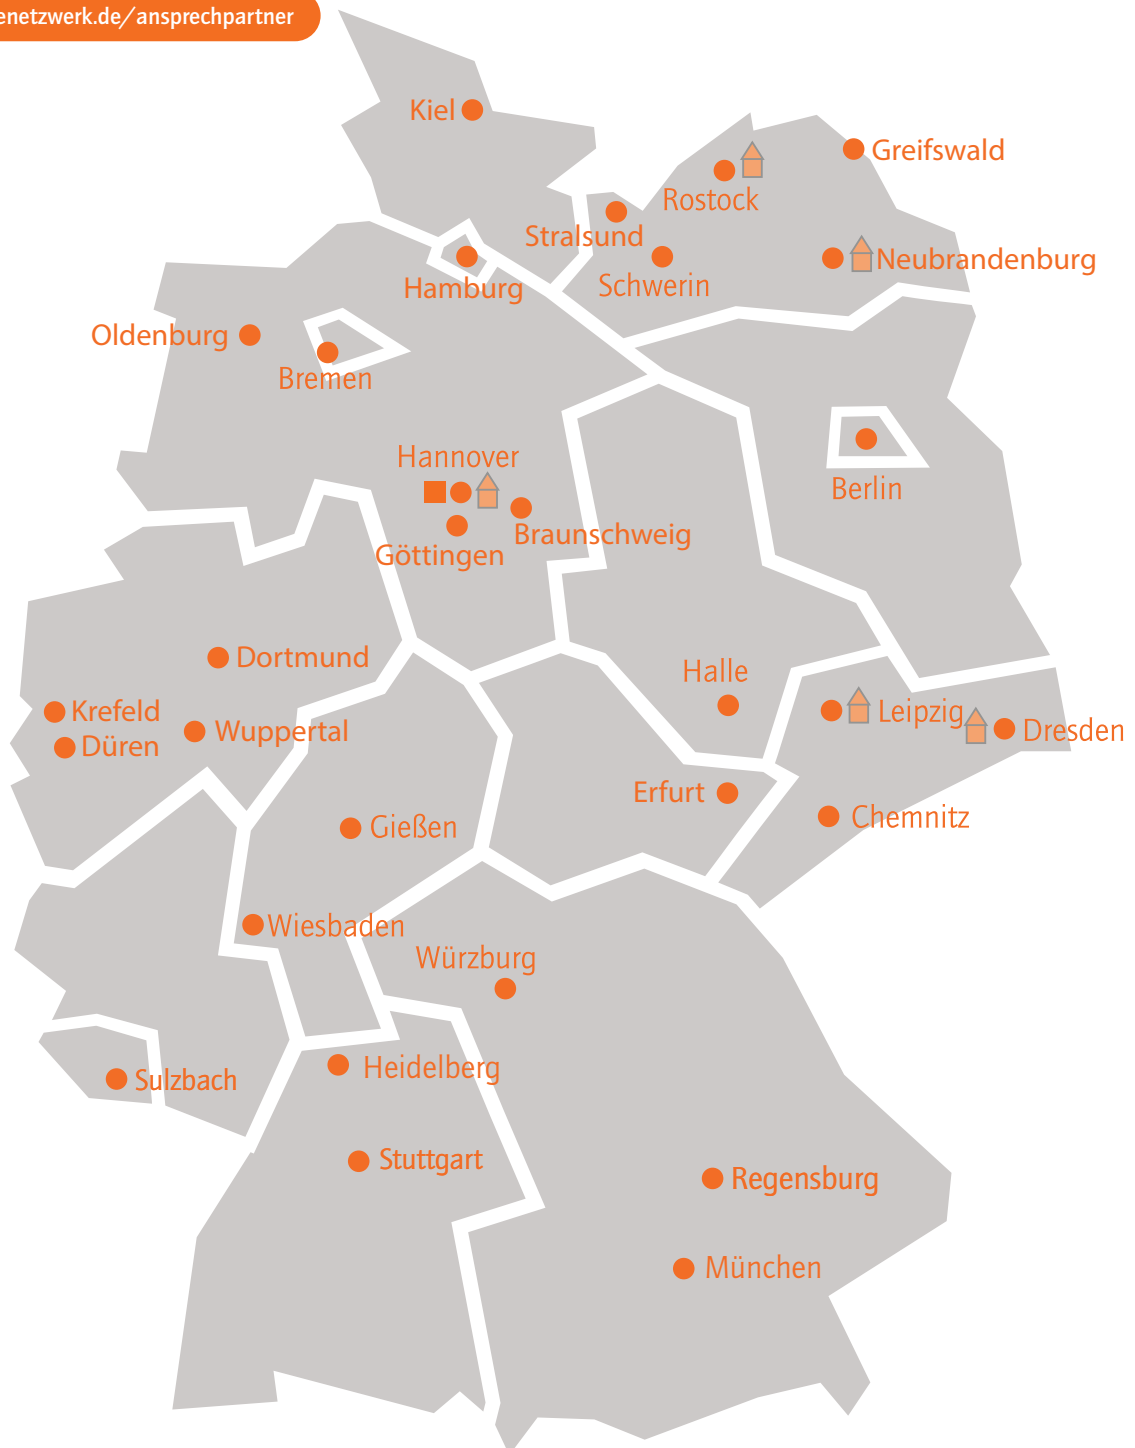 enetzwerk.de/ansprechpartner
Kiel
Greifswald
Rostock
Stralsund
Schwerin
Neubrandenburg
Hamburg
Oldenburg
Bremen
Hannover
Berlin
Braunschweig
Göttingen
Dortmund
Halle
Krefeld
Leipzig
Wuppertal
Dresden
Düren
Erfurt
Chemnitz
Gießen
Wiesbaden
Würzburg
Heidelberg
Sulzbach
Stuttgart
Regensburg
München